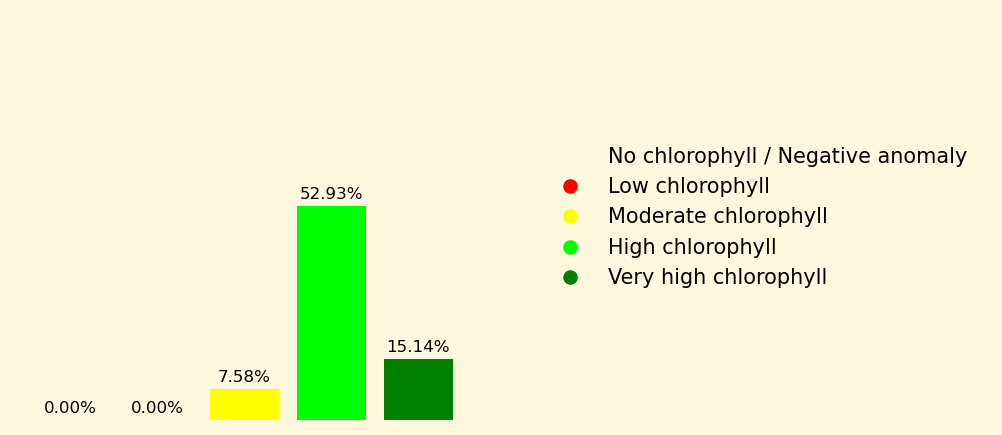 No chlorophyll / Negative anomaly
Low chlorophyll
Moderate chlorophyll
High chlorophyll
Very high chlorophyll
52.93%
15.14%
7.58%
0.00%
0.00%